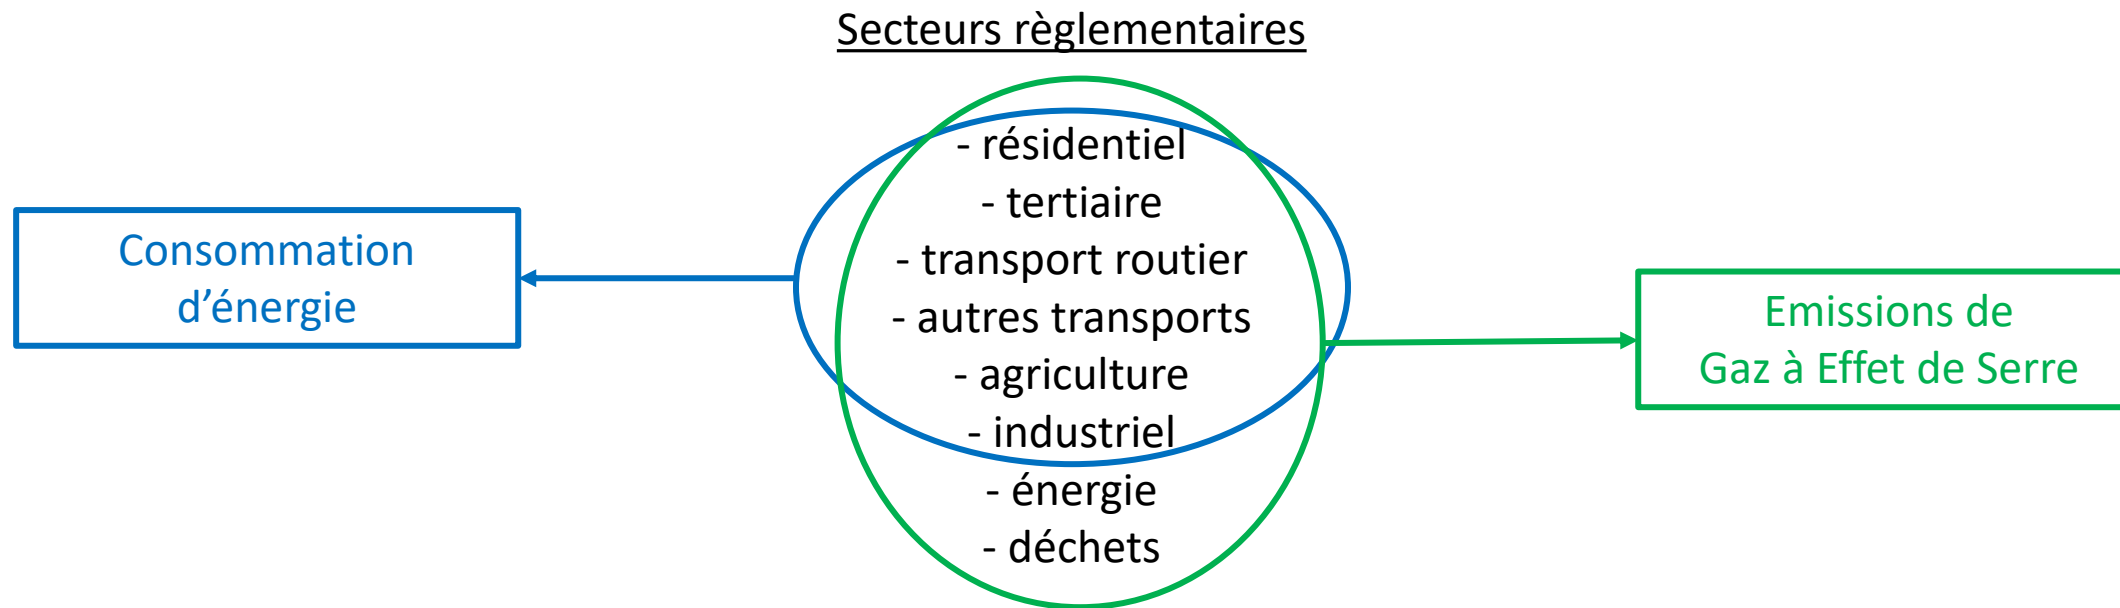 Secteurs règlementaires
- résidentiel
- tertiaire
- transport routier
- autres transports
- agriculture
- industriel
- énergie
- déchets
Consommation
d’énergie
Emissions de
Gaz à Effet de Serre